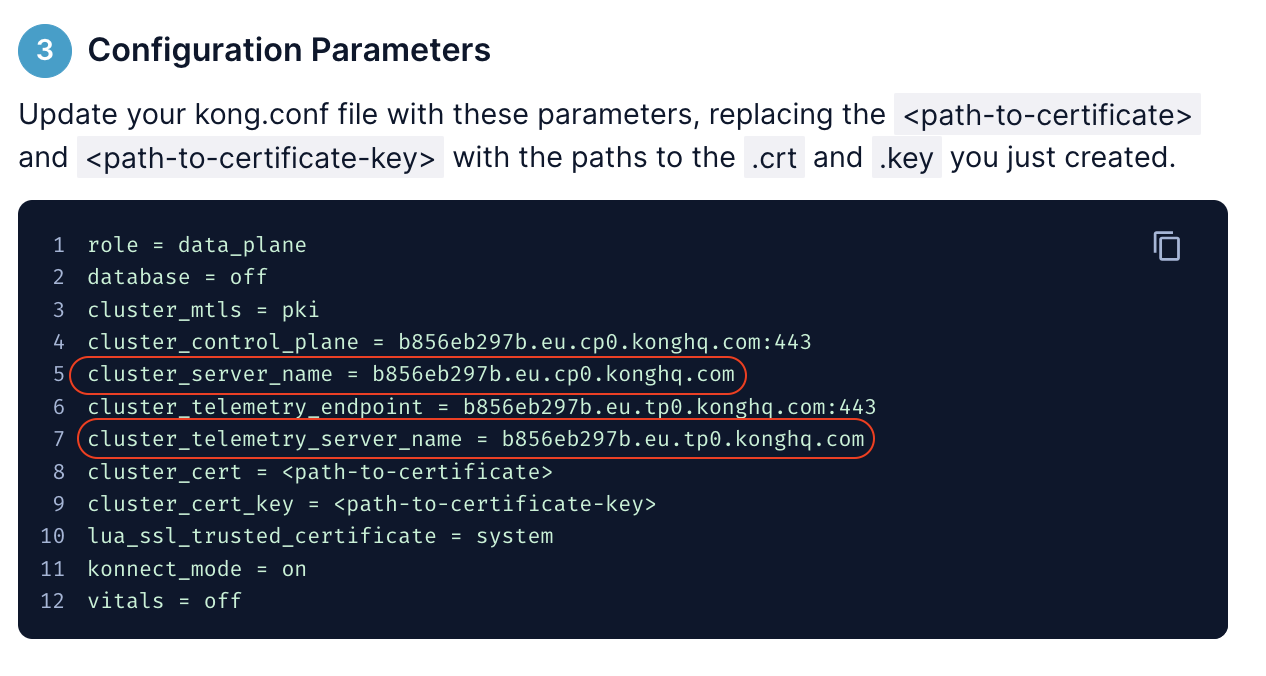 3 Configuration Parameters
Update your kong.conf file with these parameters, replacing the <path-to-certificate>
and <path-to-certificate-key> with the paths to the .crt and .key you just created.
1 role = data_plane
2 database = off
3 cluster_mtls = pki
4 cluster_control_plane = b856eb297b.eu.cp0.konghq.com:443
5 cluster_server_name = b856eb297b.eu.cp0.konghq.com
6 cluster_telemetry_endpoint = b856eb297b.eu.tp0.konghq.com:443
7 cluster_telemetry_server_name = b856eb297b.eu.tp0.konghq.com
8 cluster_cert = <path-to-certificate>
9 cluster_cert_key = <path-to-certificate-key>
10 lua_ssl_trusted_certificate = system
11 konnect_mode = on
12 vitals = off